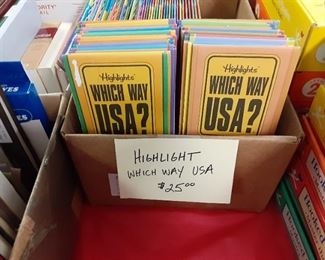 Highlights
WHICH WAY
USA?
Highlights
WHICH WAY
USA?
HIGHLIGHT
WHICH WAY USA
$25.00